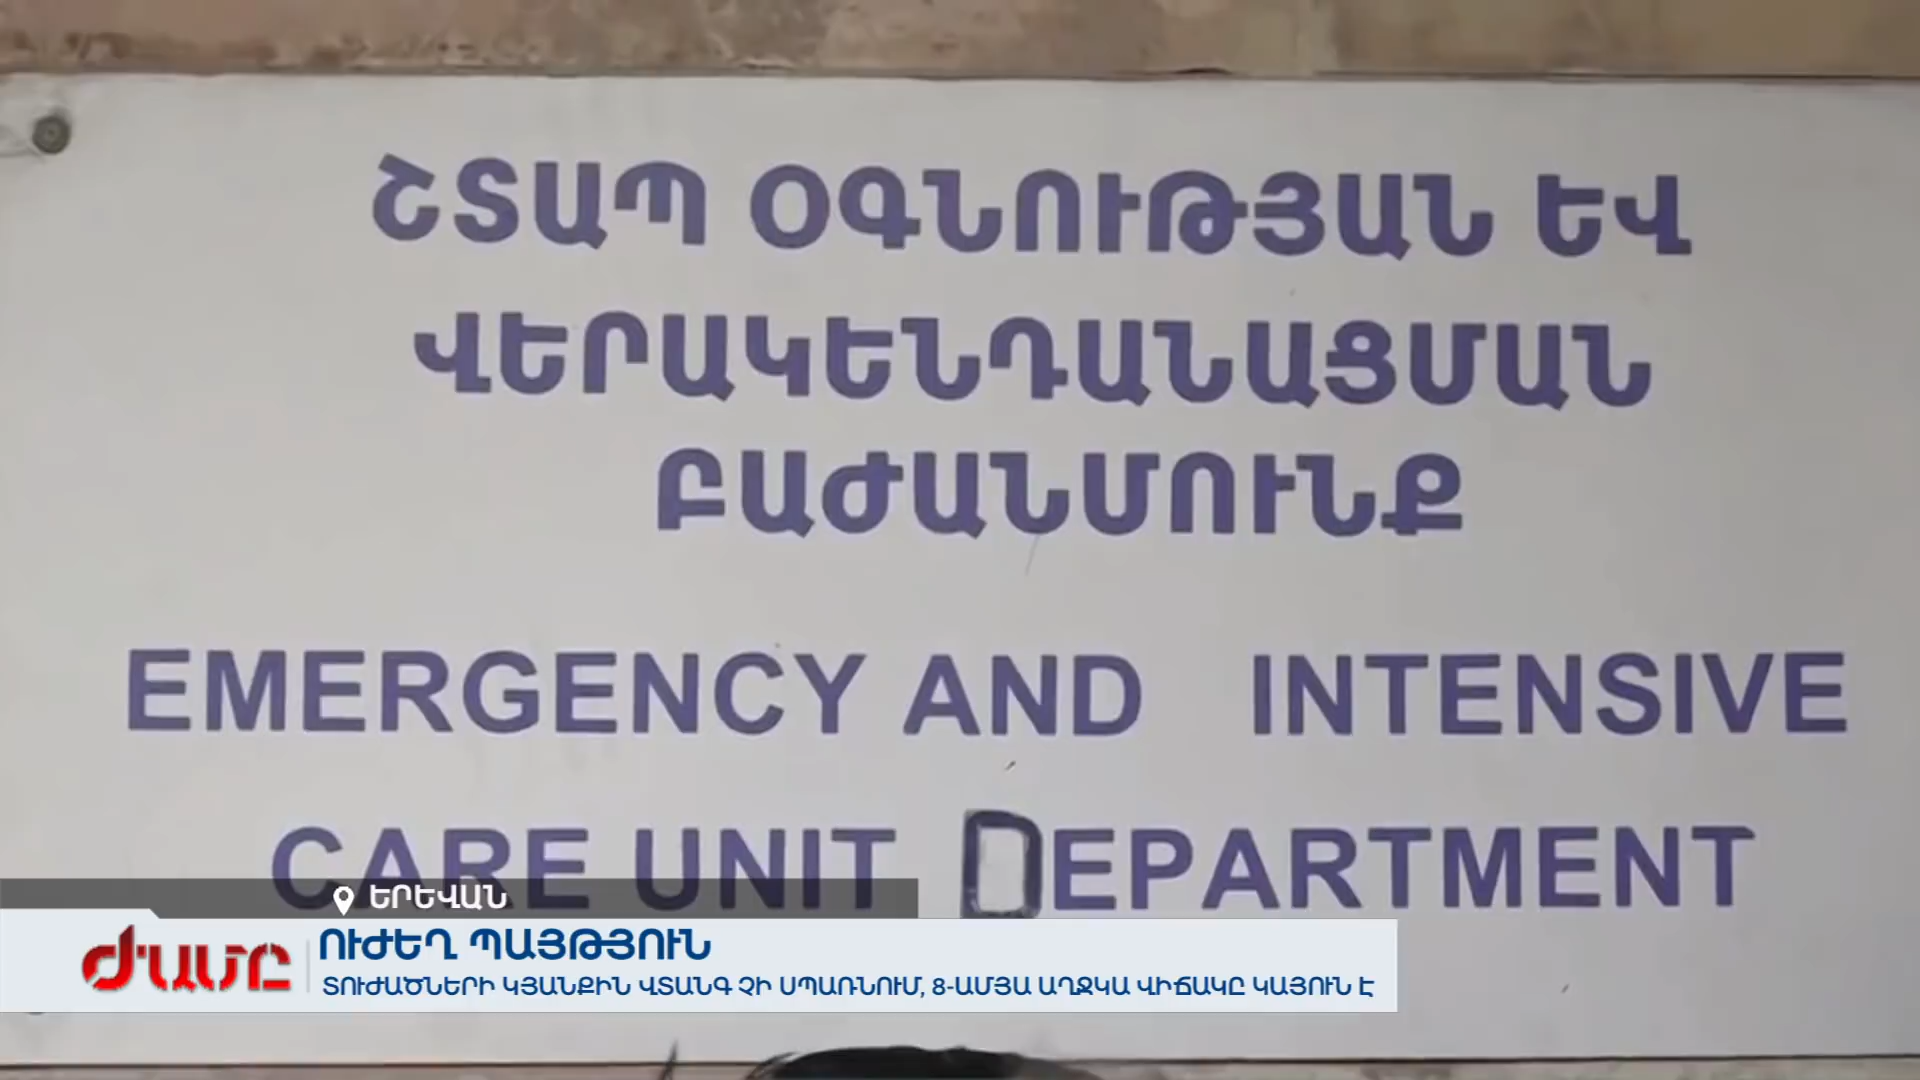 ՇՏԱՊ ՕԳՆՈՒԹՅԱՆ ԵՎ
ՎԵՐԱԿԵՆԴԱՆԱՑՄԱՆ
ԲԱԺԱՆՄՈՒՆՔ
EMERGENCY AND INTENSIVE
CARE UNIT DEPARTMENT
ԵՐԵՎԱՆ
ԺԱՄԸ
ՈՒԺԵՂ ՊԱՅԹՅՈՒՆ
ՏՈՒԺԱԾՆԵՐԻ ԿՅԱՆՔԻՆ ՎՏԱՆԳ ՉԻ ՍՊԱՌՆՈՒՄ, 8-ԱՄՅԱ ԱՂՋԿԱ ՎԻՃԱԿԸ ԿԱՅՈՒՆ Է